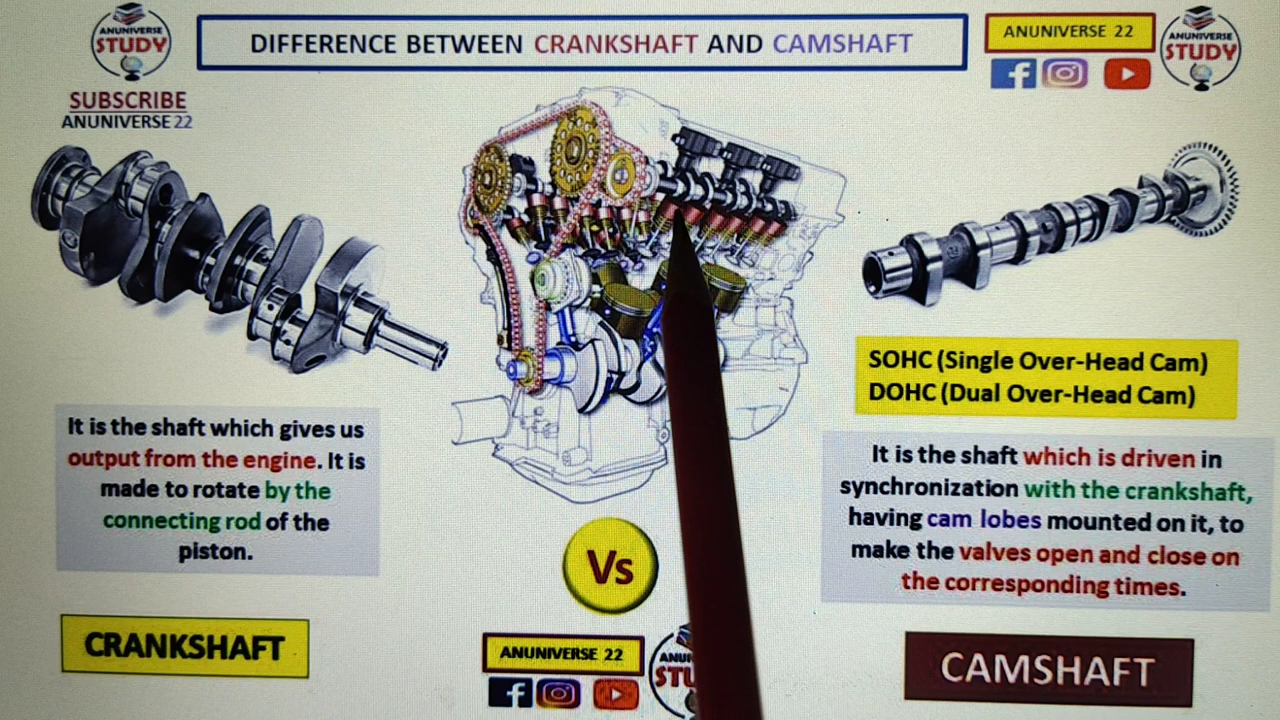 ANUNIVERSE
STUDY
DIFFERENCE BETWEEN CRANKSHAFT AND CAMSHAFT
ANUNIVERSE 22
ANUNIVERSE
STUDY
SUBSCRIBE
ANUNIVERSE 22
SOHC (Single Over-Head Cam)
DOHC (Dual Over-Head Cam)
It is the shaft which gives us
output from the engine. It is
made to rotate by the
connecting rod of the
piston.
It is the shaft which is driven in
synchronization with the crankshaft,
having cam lobes mounted on it, to
make the valves open and close on
the corresponding times.
Vs
CRANKSHAFT
ANUNIVERSE 22
CAMSHAFT